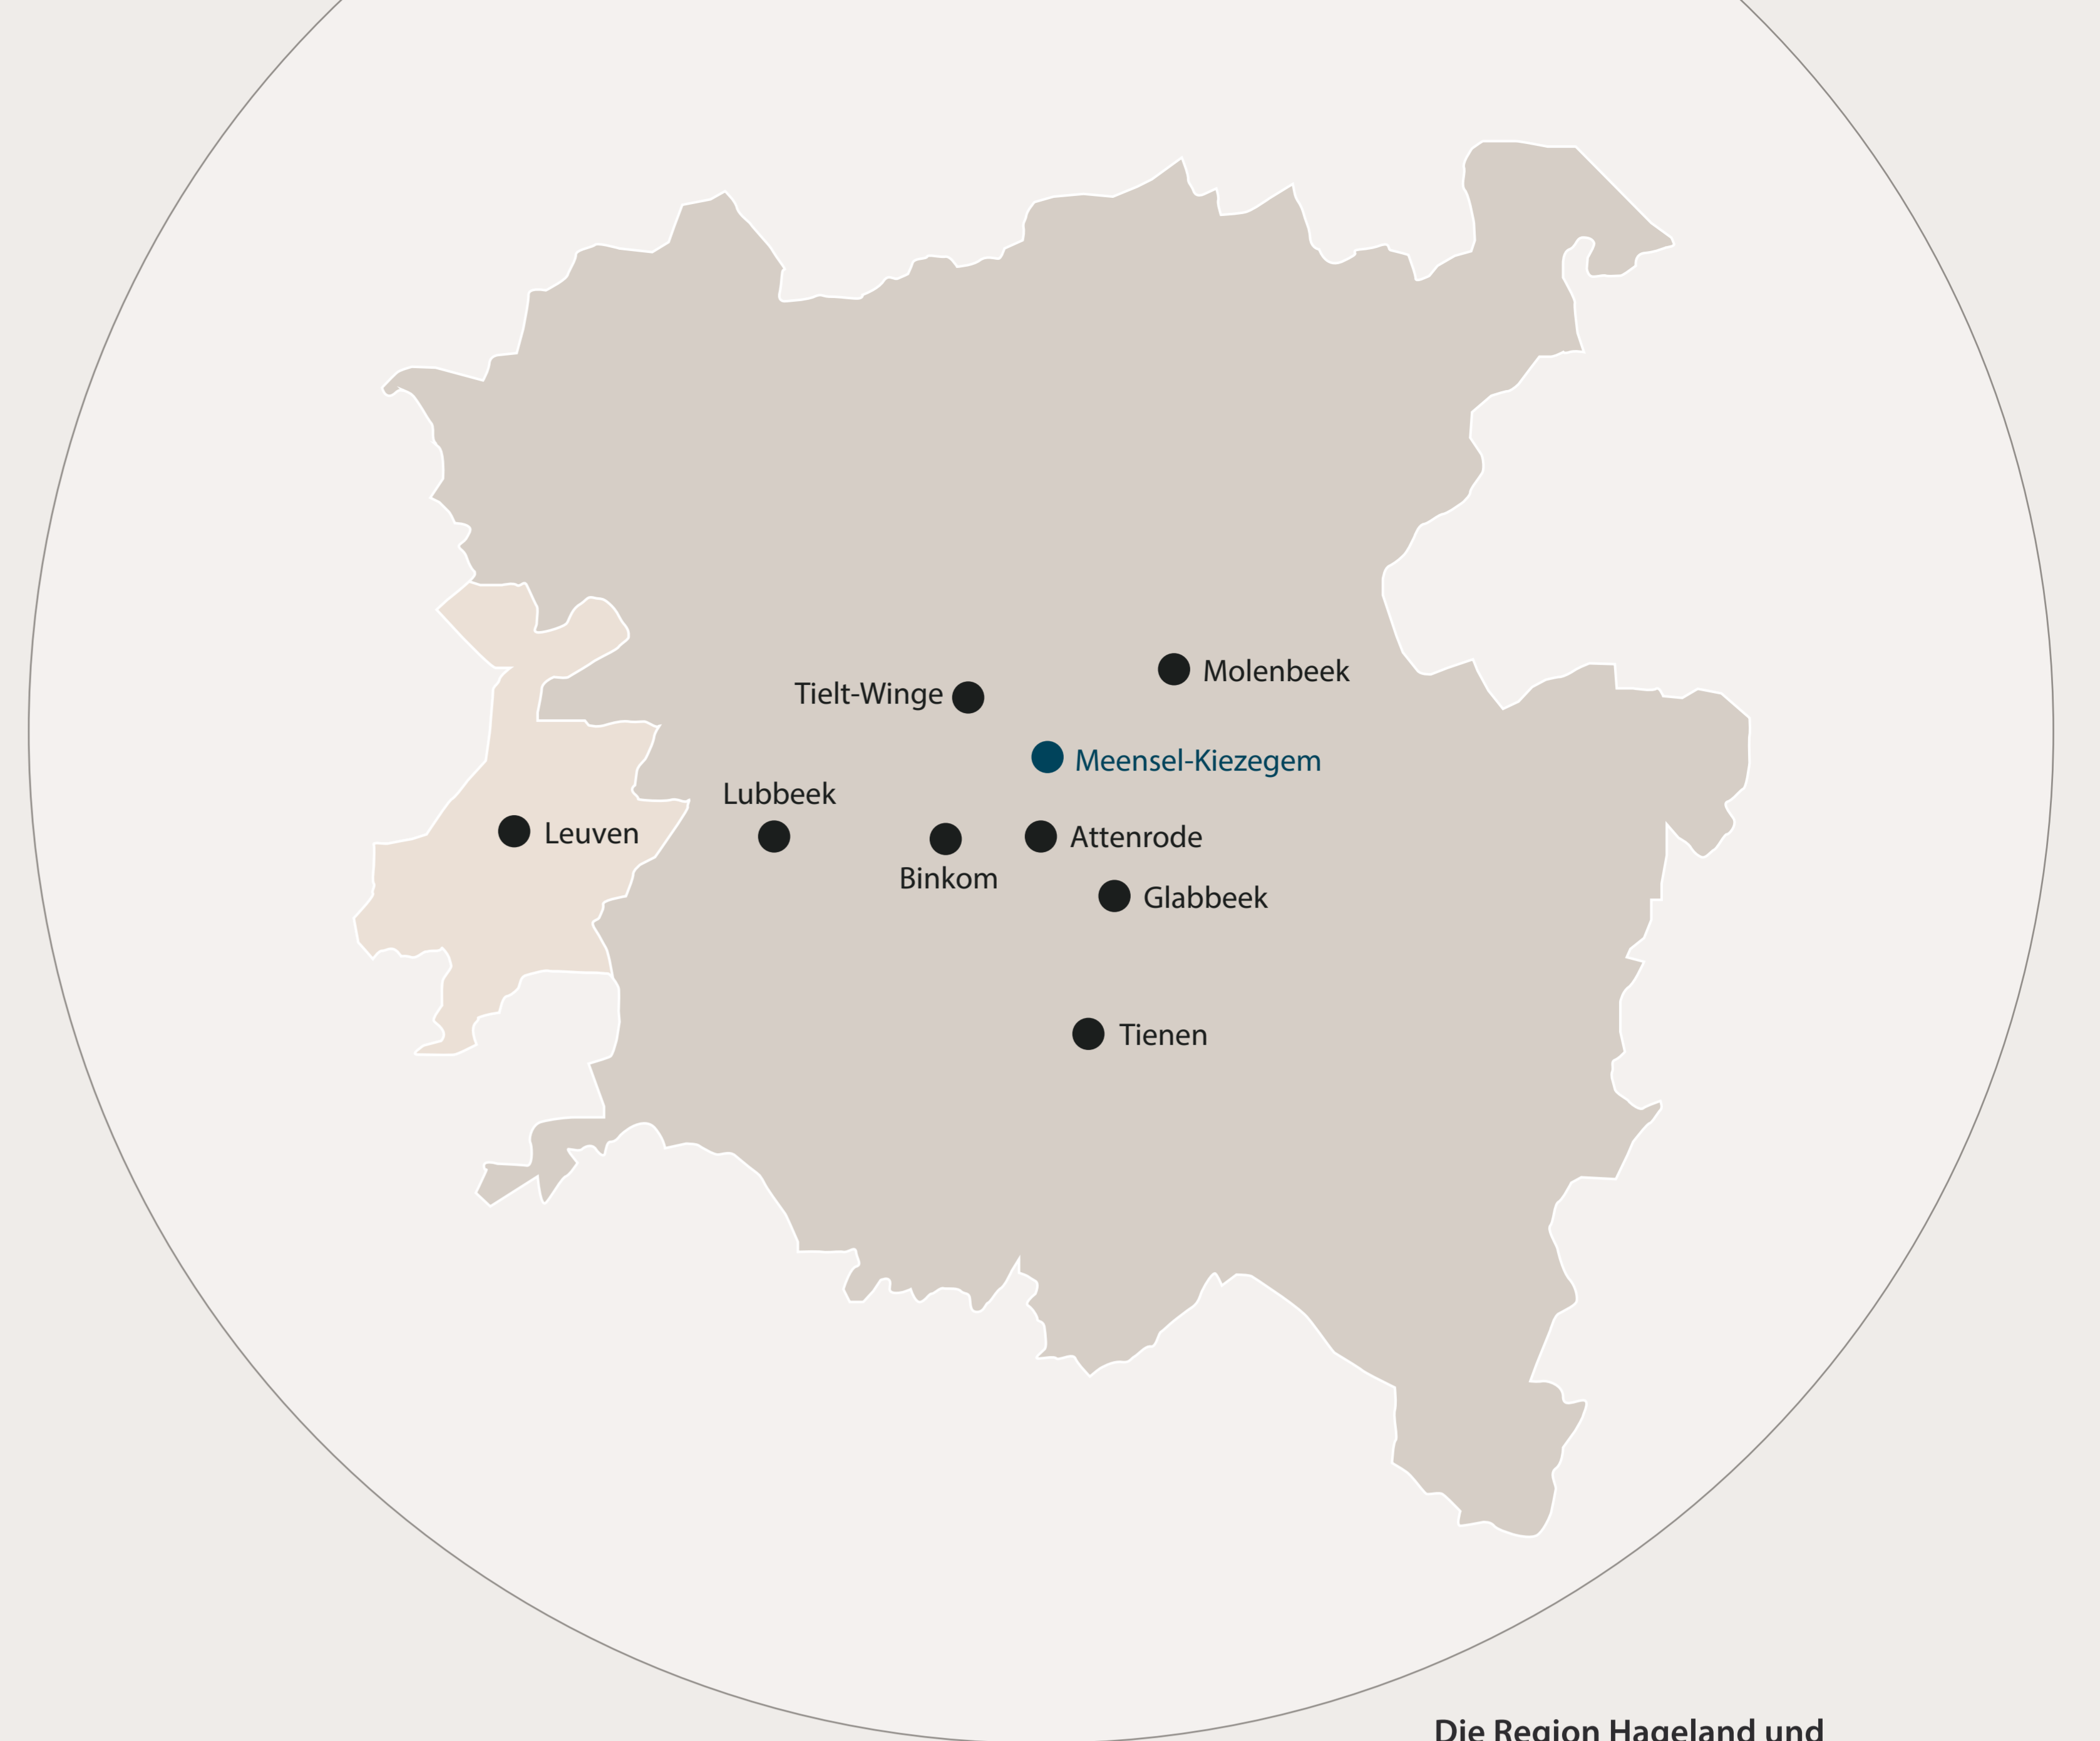 Molenbeek
Tielt-Winge
Meensel-Kiezegem
Lubbeek
Leuven
Attenrode
Binkom
Glabbeek
Tienen
Die Region Hageland und